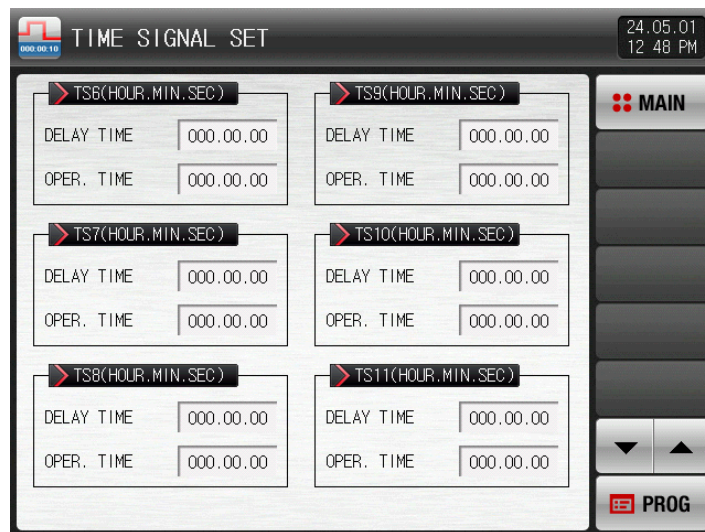 000:00:10
TIME SIGNAL SET
24.05.01
12 48 PM
TS6(HOUR.MIN.SEC)
DELAY TIME 000.00.00
OPER. TIME 000.00.00
TS7(HOUR.MIN.SEC)
DELAY TIME 000.00.00
OPER. TIME 000.00.00
TS8(HOUR.MIN.SEC)
DELAY TIME 000.00.00
OPER. TIME 000.00.00
TS9(HOUR.MIN.SEC)
DELAY TIME 000.00.00
OPER. TIME 000.00.00
TS10(HOUR.MIN.SEC)
DELAY TIME 000.00.00
OPER. TIME 000.00.00
TS11(HOUR.MIN.SEC)
DELAY TIME 000.00.00
OPER. TIME 000.00.00
MAIN
PROG